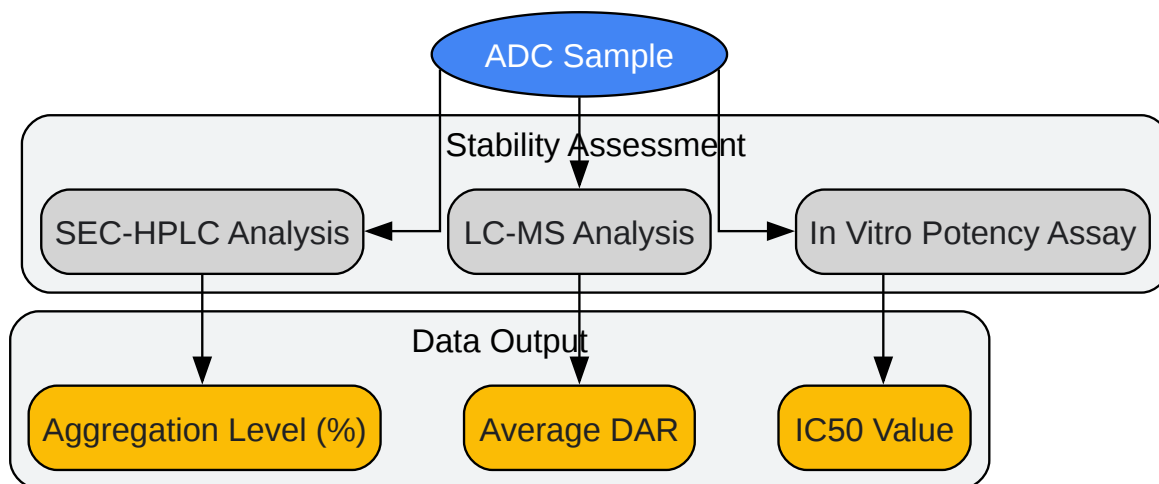 ADC Sample
Stability Assessment
SEC-HPLC Analysis
LC-MS Analysis
In Vitro Potency Assay
Data Output
Aggregation Level (%)
Average DAR
IC50 Value